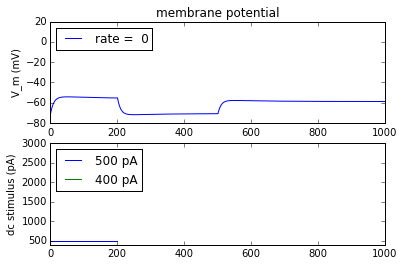 membrane potential
20
0
−20
−40
−60
−80
V_m (mV)
rate =  0
0 200 400 600 800 1000
3000
2500
2000
1500
1000
500
dc stimulus (pA)
500 pA
400 pA
0 200 400 600 800 1000